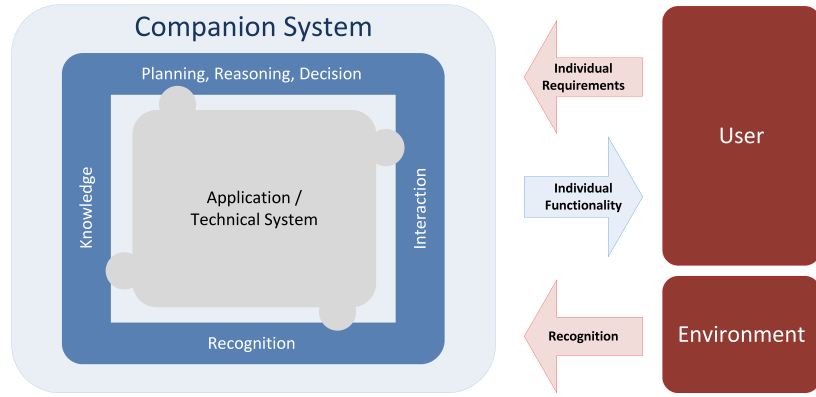 Companion System
Planning, Reasoning, Decision
Knowledge
Application /
Technical System
Interaction
Recognition
Individual
Requirements
Individual
Functionality
Recognition
User
Environment